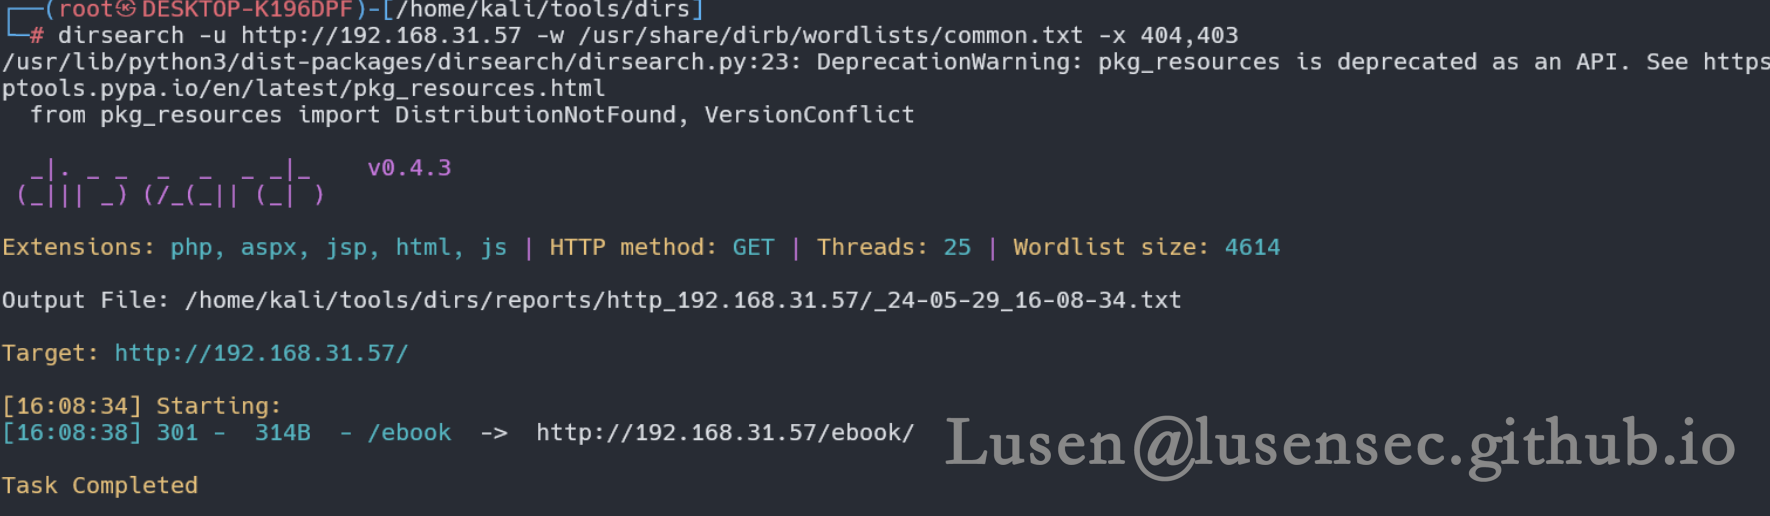 ┌──(root㉿DESKTOP-K196DPF)-[/home/kali/tools/dirs]
└─# dirsearch -u http://192.168.31.57 -w /usr/share/dirb/wordlists/common.txt -x 404,403
/usr/lib/python3/dist-packages/dirsearch/dirsearch.py:23: DeprecationWarning: pkg_resources is deprecated as an API. See https
ptools.pypa.io/en/latest/pkg_resources.html
  from pkg_resources import DistributionNotFound, VersionConflict
  _|. _ _  _  _  _ _|_    v0.4.3
 (_||| _) (/_(_|| (_| )
Extensions: php, aspx, jsp, html, js | HTTP method: GET | Threads: 25 | Wordlist size: 4614
Output File: /home/kali/tools/dirs/reports/http_192.168.31.57/_24-05-29_16-08-34.txt
Target: http://192.168.31.57/
[16:08:34] Starting:
[16:08:38] 301 -  314B  - /ebook  ->  http://192.168.31.57/ebook/
Lusen@lusensec.github.io
Task Completed